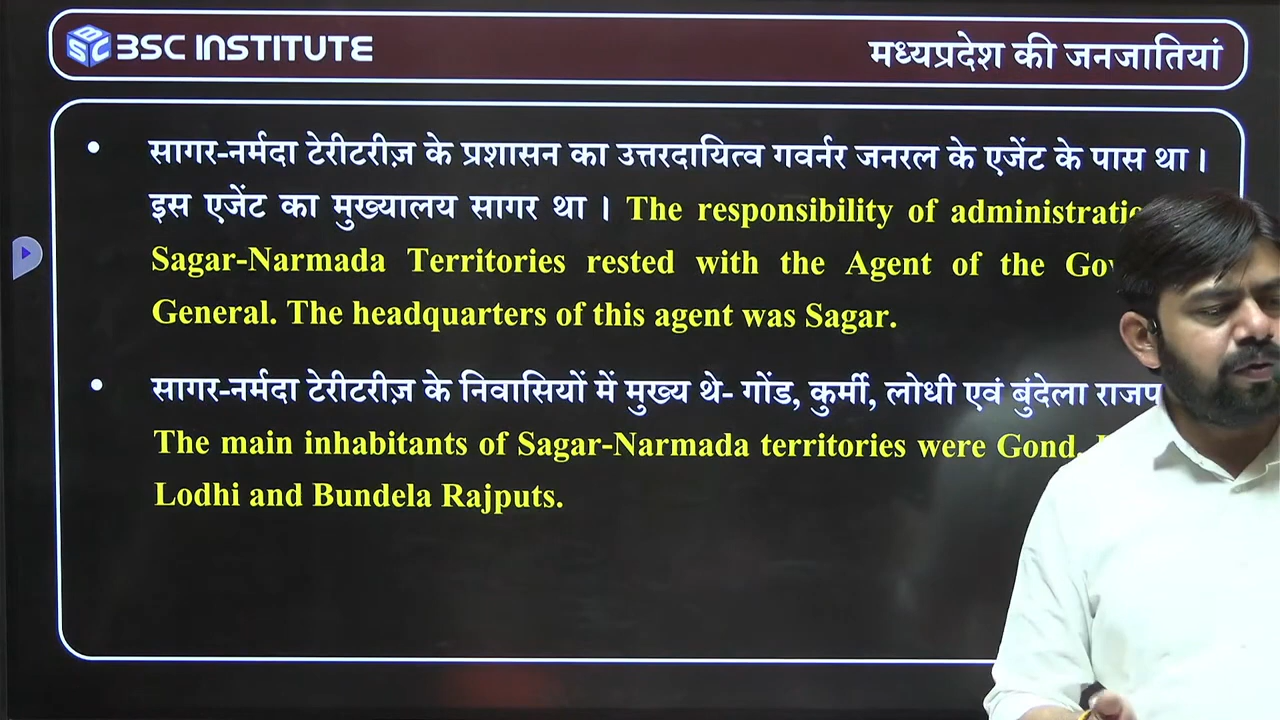 BSC INSTITUTE
मध्यप्रदेश की जनजातियां
• सागर-नर्मदा टेरीटरीज़ के प्रशासन का उत्तरदायित्व गवर्नर जनरल के एजेंट के पास था।
इस एजेंट का मुख्यालय सागर था। The responsibility of
Sagar-Narmada Territories rested with the Agent of the
General. The headquarters of this agent was Sagar.
• सागर-नर्मदा टेरीटरीज़ के निवासियों में मुख्य थे- गोंड, कुर्मी, लोधी एवं बुंदेला
The main inhabitants of Sagar-Narmada territories were Gond,
Lodhi and Bundela Rajputs.